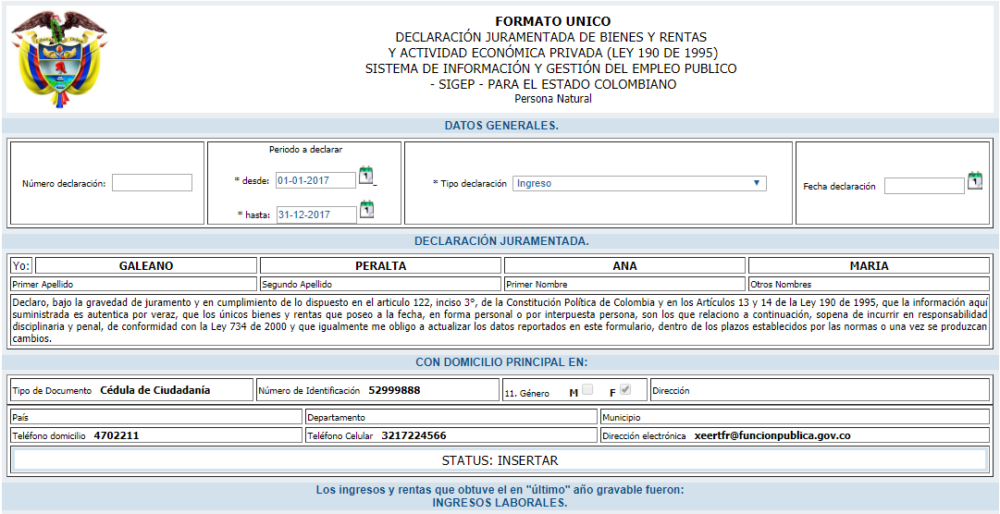 FORMATO UNICO
DECLARACIÓN JURAMENTADA DE BIENES Y RENTAS
Y ACTIVIDAD ECONÓMICA PRIVADA (LEY 190 DE 1995)
SISTEMA DE INFORMACIÓN Y GESTIÓN DEL EMPLEO PUBLICO
- SIGEP - PARA EL ESTADO COLOMBIANO
Persona Natural
DATOS GENERALES.
Número declaración:
Periodo a declarar
* desde: 01-01-2017
* hasta: 31-12-2017
* Tipo declaración Ingreso
Fecha declaración
DECLARACIÓN JURAMENTADA.
Yo: GALEANO PERALTA ANA MARIA
Primer Apellido Segundo Apellido Primer Nombre Otros Nombres
Declaro, bajo la gravedad de juramento y en cumplimiento de lo dispuesto en el articulo 122, inciso 3°, de la Constitución Política de Colombia y en los Artículos 13 y 14 de la Ley 190 de 1995, que la información aquí
suministrada es autentica por veraz, que los únicos bienes y rentas que poseo a la fecha, en forma personal o por interpuesta persona, son los que relaciono a continuación, sopena de incurrir en responsabilidad
disciplinaria y penal, de conformidad con la Ley 734 de 2000 y que igualmente me obligo a actualizar los datos reportados en este formulario, dentro de los plazos establecidos por las normas o una vez se produzcan
cambios.
CON DOMICILIO PRINCIPAL EN:
Tipo de Documento Cédula de Ciudadanía Número de Identificación 52999888 11. Género M F Dirección
País Departamento Municipio
Teléfono domicilio 4702211 Teléfono Celular 3217224566 Dirección electrónica xeertfr@funcionpublica.gov.co
STATUS: INSERTAR
Los ingresos y rentas que obtuve el en "último" año gravable fueron:
INGRESOS LABORALES.